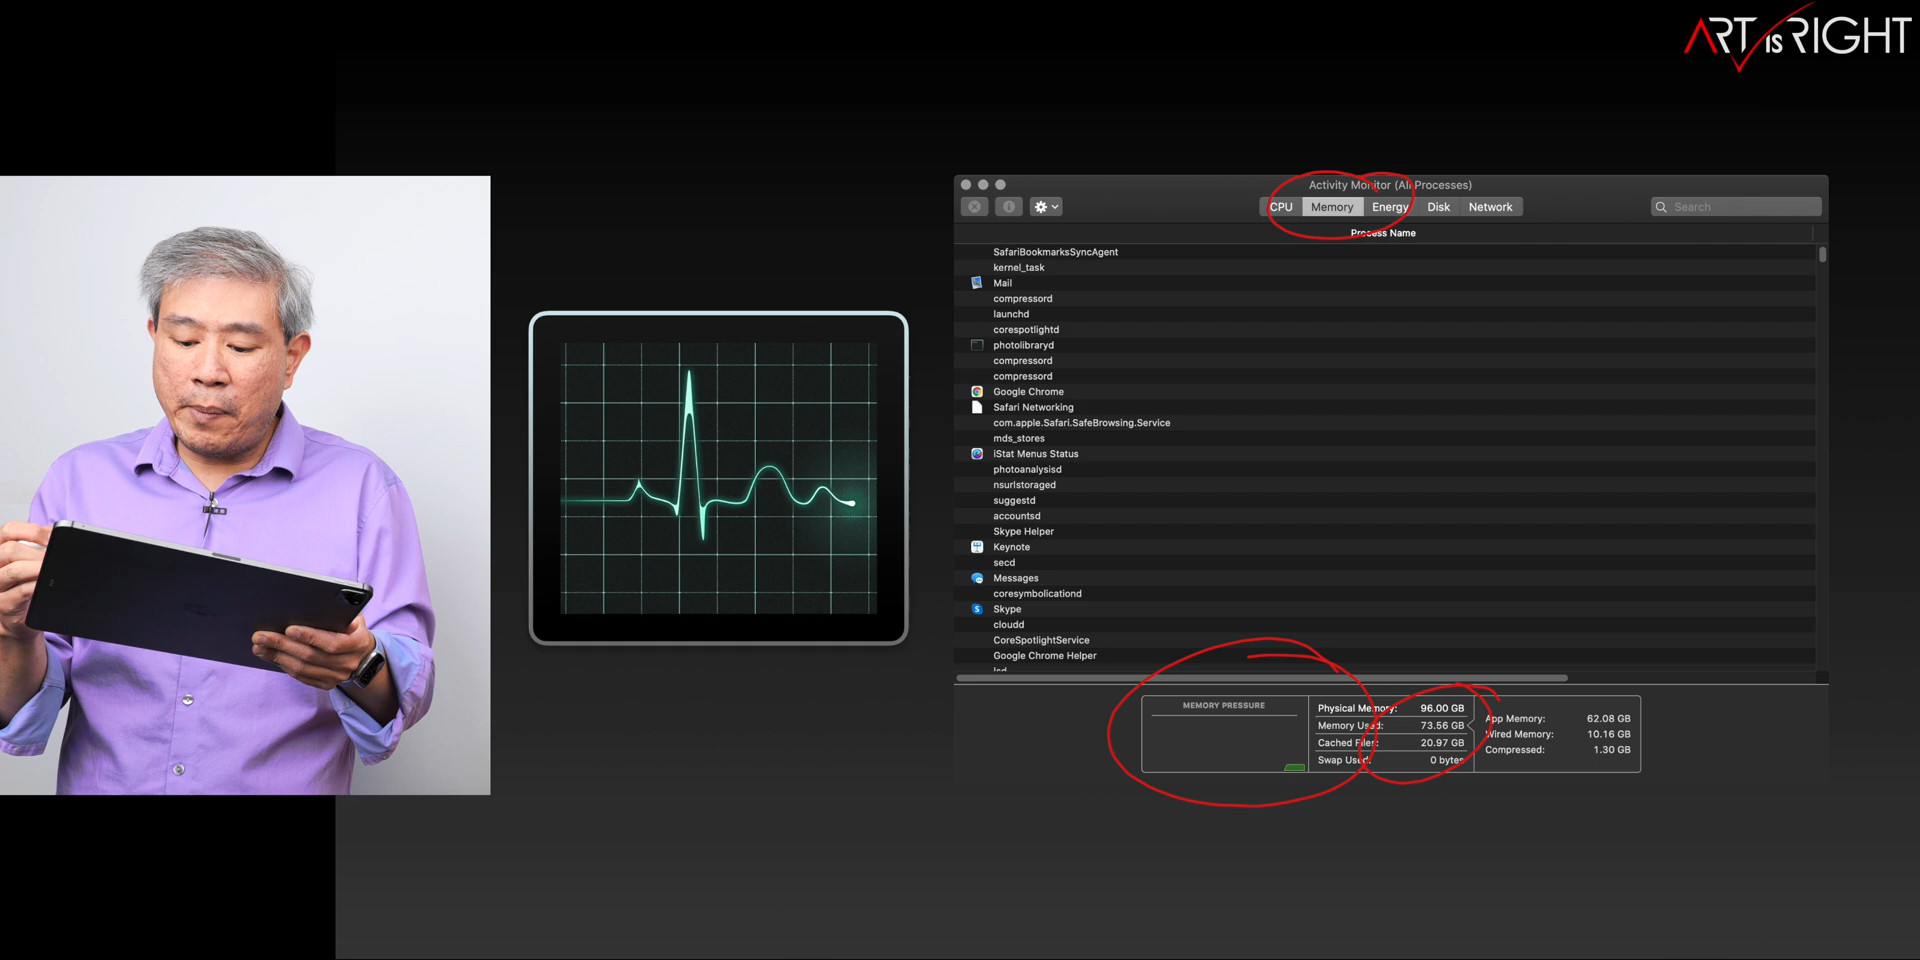 ART is RIGHT
Activity Monitor (All Processes)
CPU Memory Energy Disk Network
Search
Process Name
SafariBookmarksSyncAgent
kernel_task
Mail
compressord
launchd
corespotlightd
photolibraryd
compressord
compressord
Google Chrome
Safari Networking
com.apple.Safari.SafeBrowsing.Service
mds_stores
iStat Menus Status
photoanalysisd
nsurlstoraged
suggestd
accountsd
Skype Helper
Keynote
secd
Messages
coresymbolicationd
Skype
cloudd
CoreSpotlightService
Google Chrome Helper
MEMORY PRESSURE
Physical Memory: 96.00 GB
Memory Used: 73.56 GB
Cached Files: 20.97 GB
Swap Used: 0 bytes
App Memory: 62.08 GB
Wired Memory: 10.16 GB
Compressed: 1.30 GB